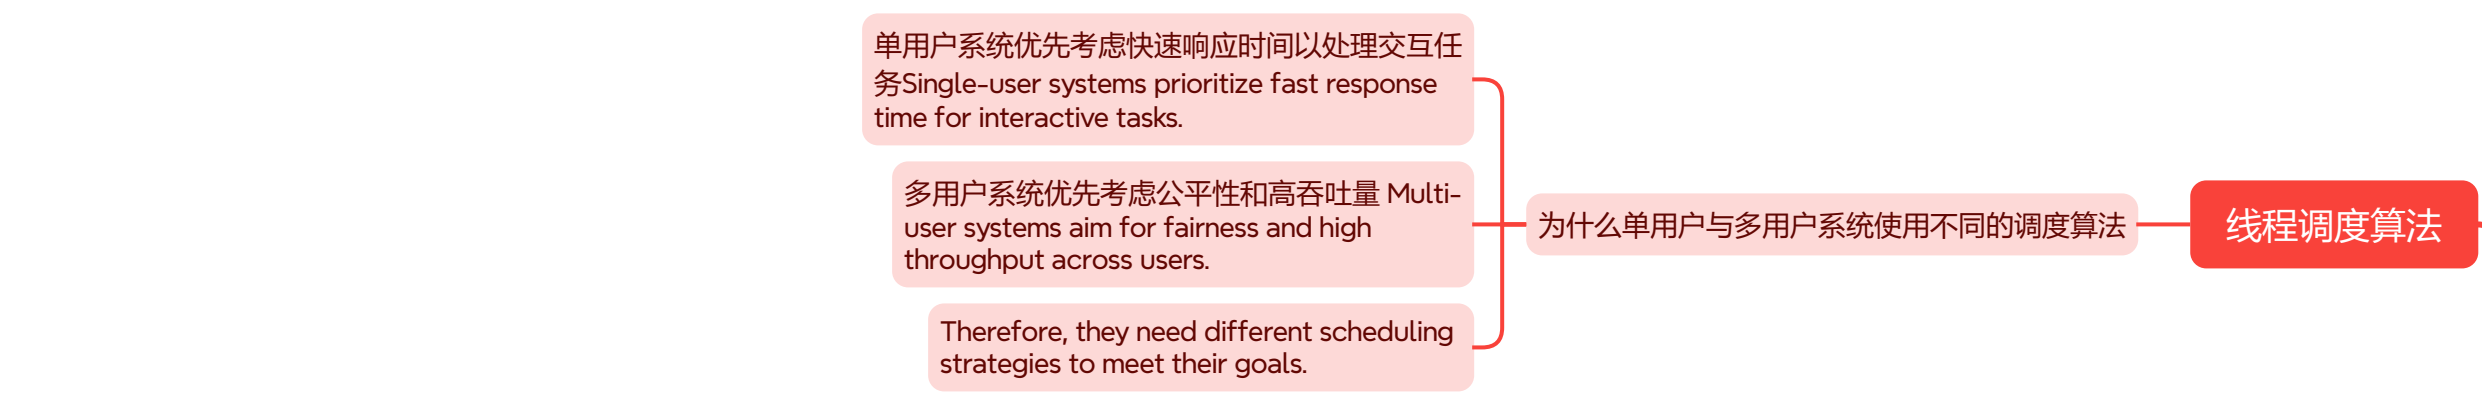 单用户系统优先考虑快速响应时间以处理交互任
务Single-user systems prioritize fast response
time for interactive tasks.
多用户系统优先考虑公平性和高吞吐量 Multi-
user systems aim for fairness and high
throughput across users.
Therefore, they need different scheduling
strategies to meet their goals.
为什么单用户与多用户系统使用不同的调度算法
线程调度算法